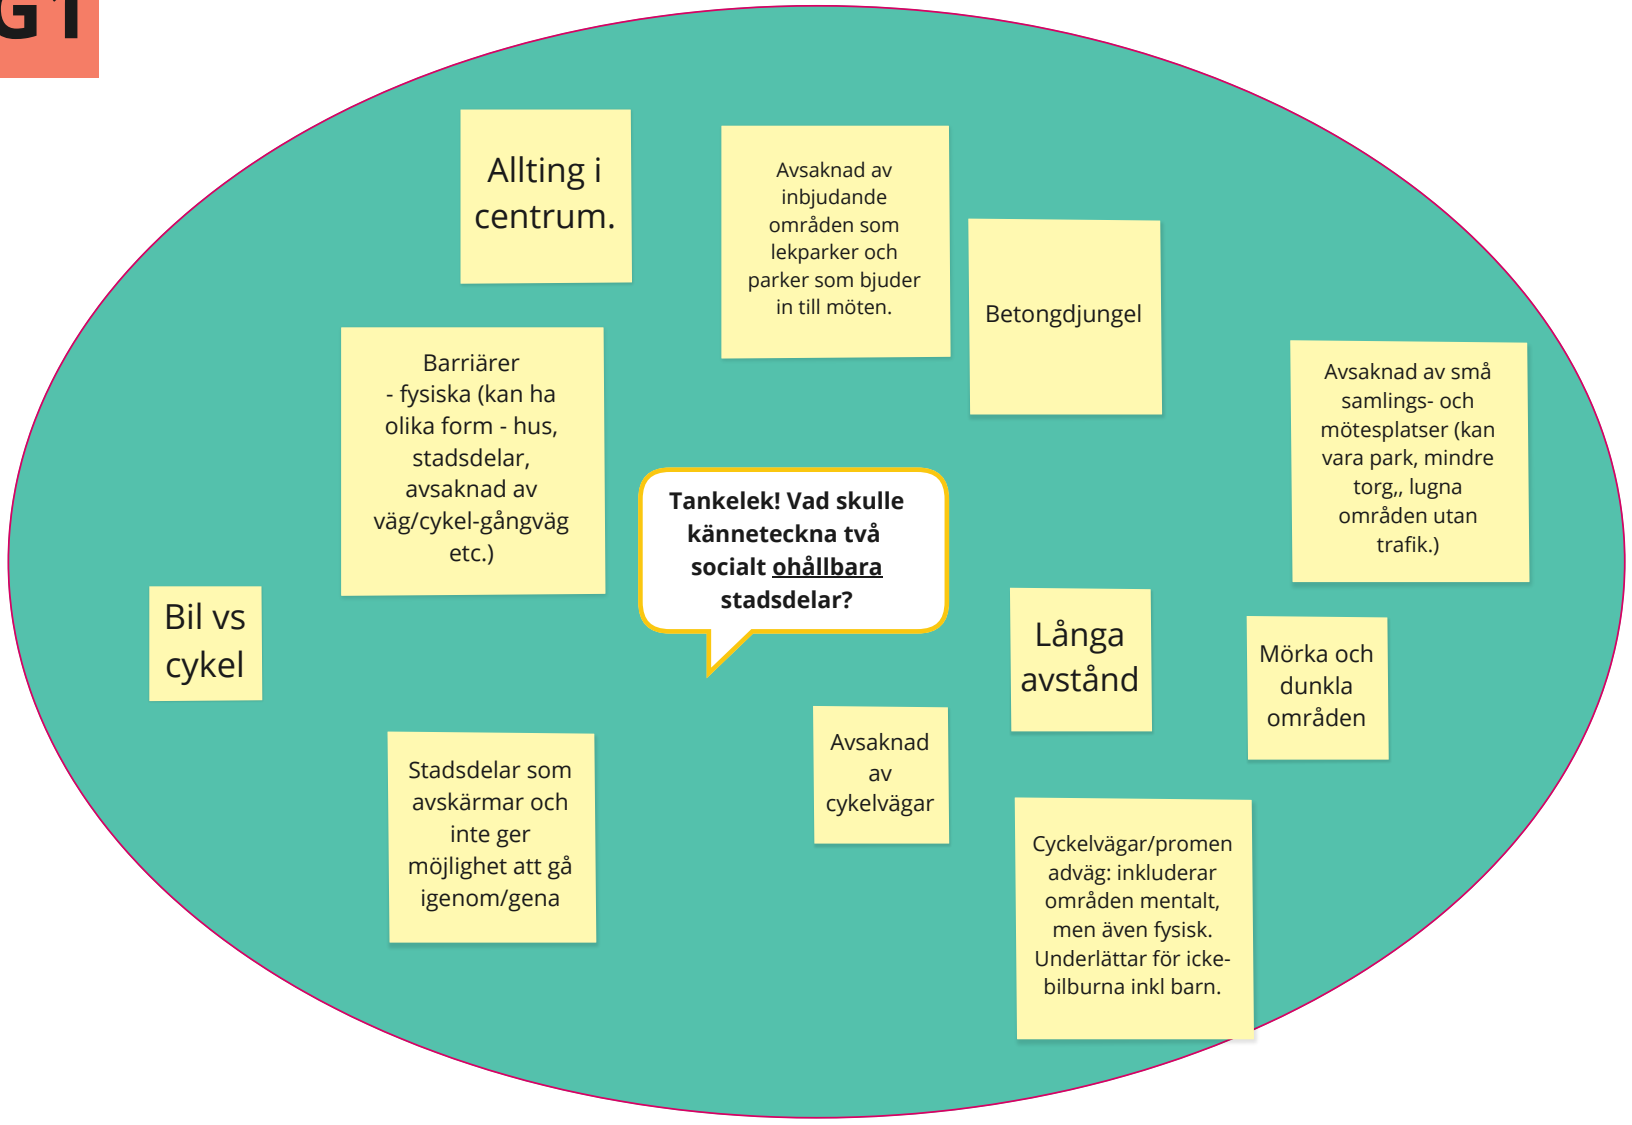 G1
Allting i
centrum.
Avsaknad av
inbjudande
områden som
lekparker och
parker som bjuder
in till möten.
Betongdjungel
Barriärer
- fysiska (kan ha
olika form - hus,
stadsdelar,
avsaknad av
väg/cykel-gångväg
etc.)
Avsaknad av små
samlings- och
mötesplatser (kan
vara park, mindre
torg,, lugna
områden utan
trafik.)
Tankelek! Vad skulle
känneteckna två
socialt ohållbara
stadsdelar?
Bil vs
cykel
Långa
avstånd
Mörka och
dunkla
områden
Avsaknad
av
cykelvägar
Stadsdelar som
avskärmar och
inte ger
möjlighet att gå
igenom/gena
Cyckelvägar/promen
adväg: inkluderar
områden mentalt,
men även fysisk.
Underlättar för icke-
bilburna inkl barn.